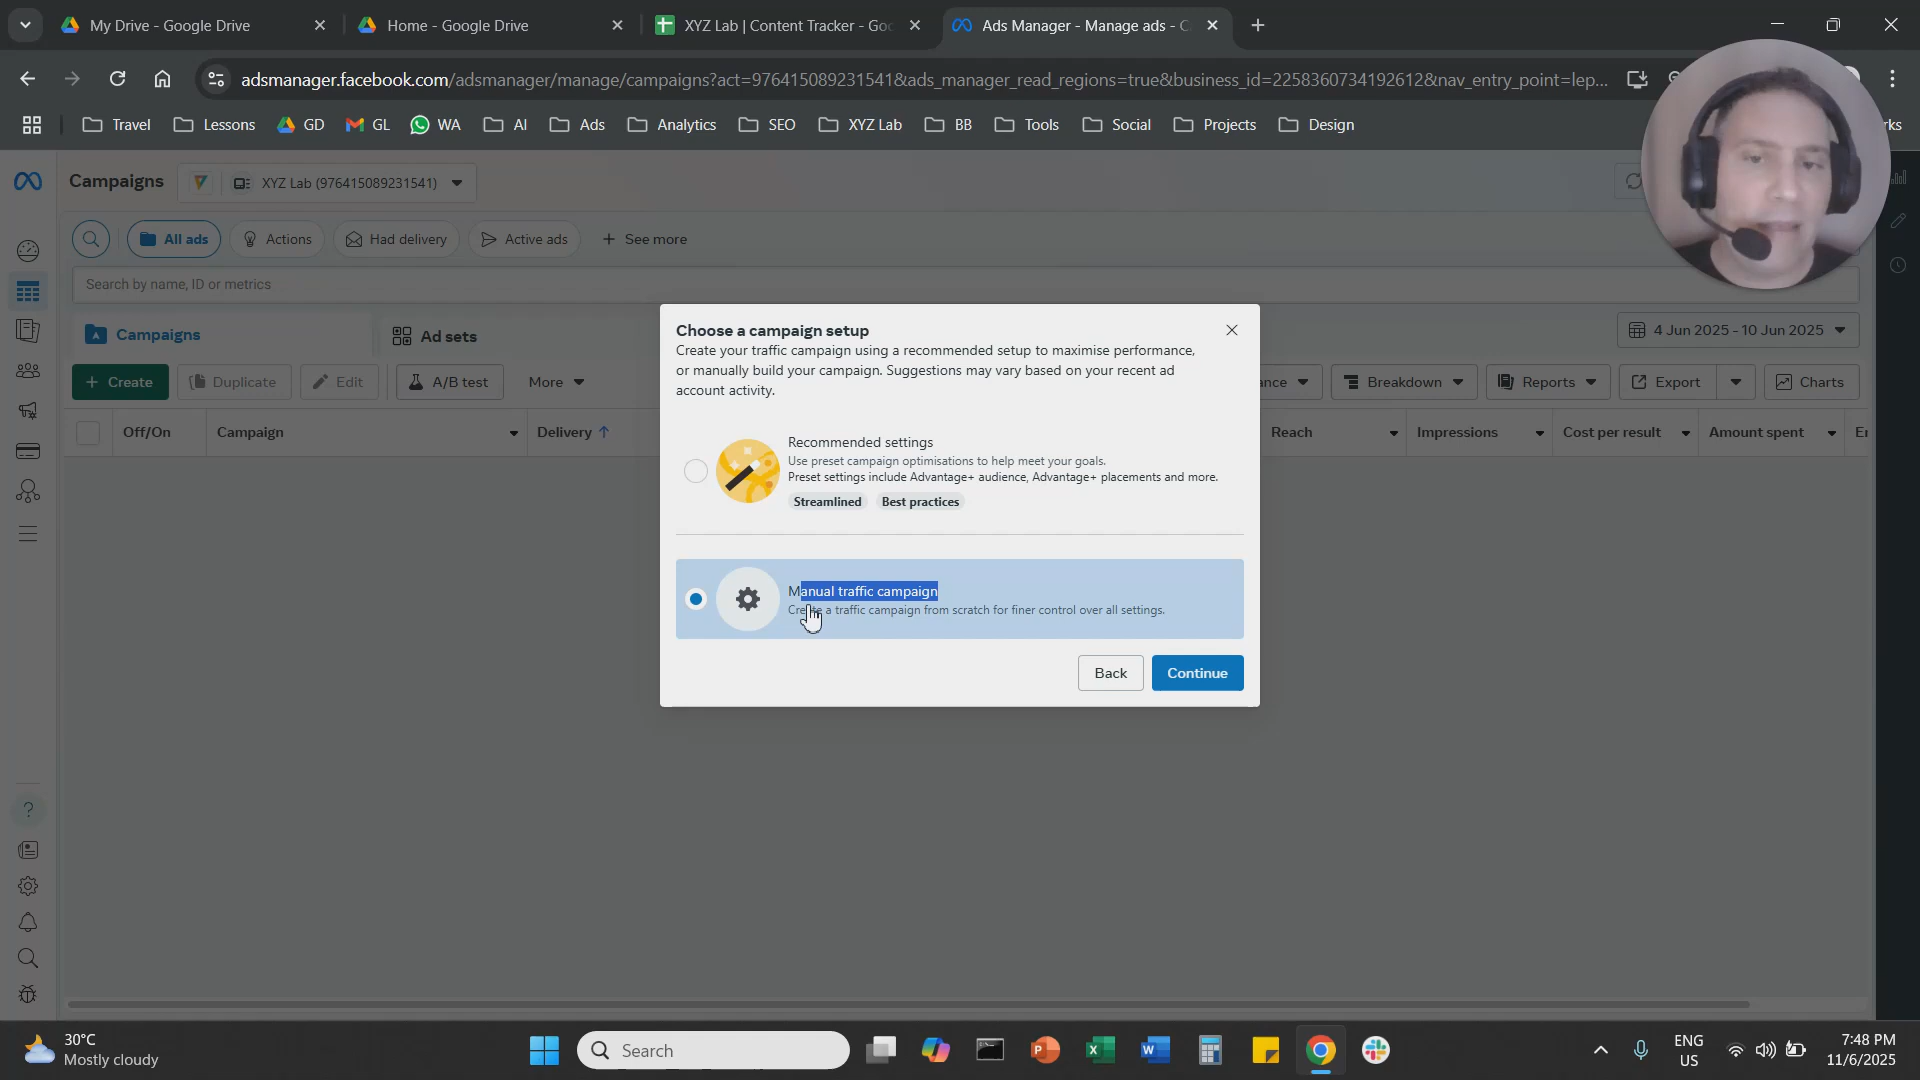 My Drive - Google Drive
Home - Google Drive
XYZ Lab | Content Tracker - Goo
Ads Manager - Manage ads - C
adsmanager.facebook.com/adsmanager/manage/campaigns?act=976415089231541&ads_manager_read_regions=true&business_id=2258360734192612&nav_entry_point=lep...
Travel
Lessons
GD
GL
WA
AI
Ads
Analytics
SEO
XYZ Lab
BB
Tools
Social
Projects
Design
Campaigns
XYZ Lab (976415089231541)
All ads
Actions
Had delivery
Active ads
See more
Search by name, ID or metrics
Campaigns
Ad sets
4 Jun 2025 - 10 Jun 2025
Create
Duplicate
Edit
A/B test
More
Breakdown
Reports
Export
Charts
Off/On
Campaign
Delivery
Reach
Impressions
Cost per result
Amount spent
Choose a campaign setup
Create your traffic campaign using a recommended setup to maximise performance,
or manually build your campaign. Suggestions may vary based on your recent ad
account activity.
Recommended settings
Use preset campaign optimisations to help meet your goals.
Preset settings include Advantage+ audience, Advantage+ placements and more.
Streamlined
Best practices
Manual traffic campaign
Create a traffic campaign from scratch for finer control over all settings.
Back
Continue
30°C
Mostly cloudy
Search
ENG
US
7:48 PM
11/6/2025